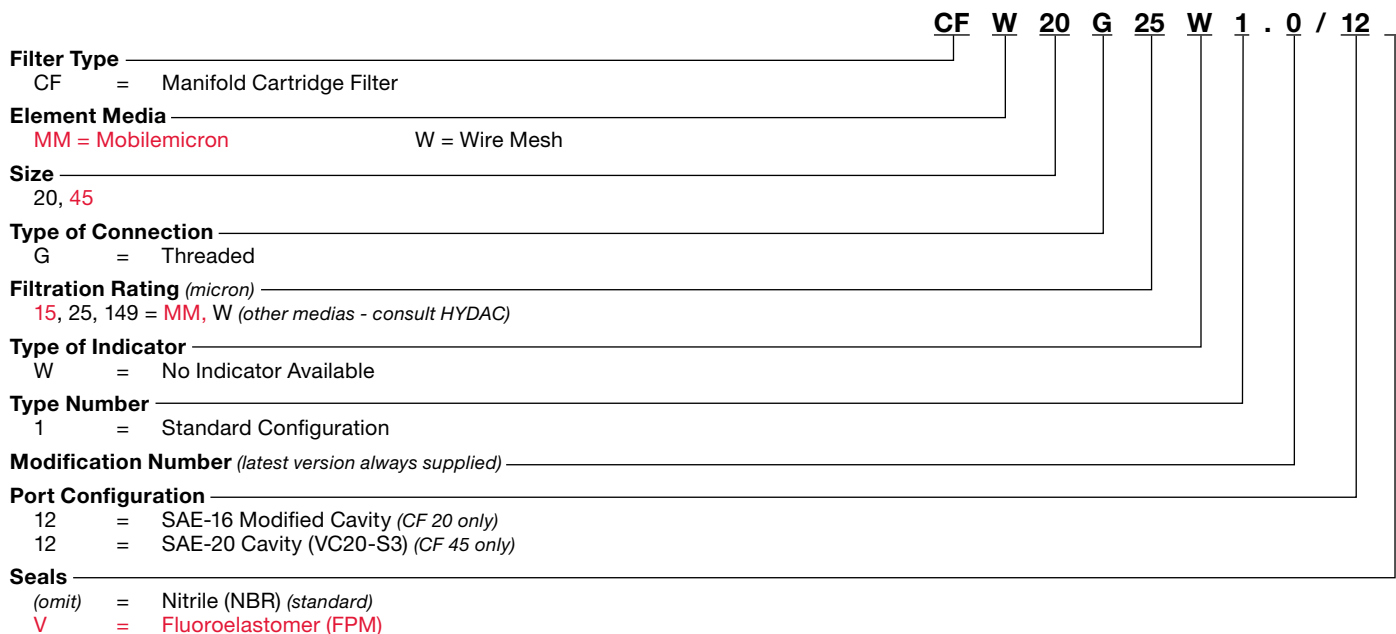 CF W 20 G 25 W 1 . 0 / 12
Filter Type
CF = Manifold Cartridge Filter
Element Media
MM = Mobilemicron W = Wire Mesh
Size
20, 45
Type of Connection
G = Threaded
Filtration Rating (micron)
15, 25, 149 = MM, W (other medias - consult HYDAC)
Type of Indicator
W = No Indicator Available
Type Number
1 = Standard Configuration
Modification Number (latest version always supplied)
Port Configuration
12 = SAE-16 Modified Cavity (CF 20 only)
12 = SAE-20 Cavity (VC20-S3) (CF 45 only)
Seals
(omit) = Nitrile (NBR) (standard)
V = Fluoroelastomer (FPM)